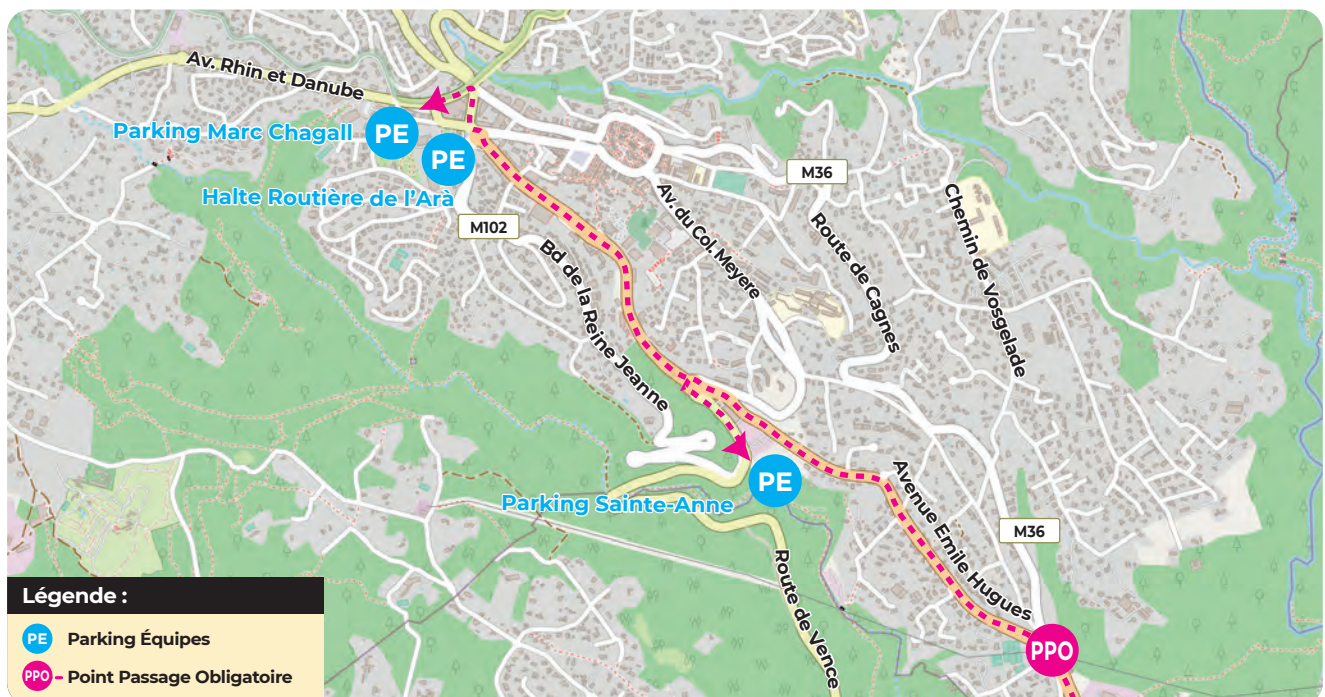 Av. Rhin et Danube
Parking Marc Chagall
PE
PE
Halte Routière de l'Arà
M102
M36
Av. du Col. Meyere
Route de Cagnes
Chemin de Vosgelade
Bd de la Reine Jeanne
Parking Sainte-Anne
PE
Avenue Emile Hugues
M36
Route de Vence
PPO
Légende :
PE Parking Équipes
PPO - Point Passage Obligatoire